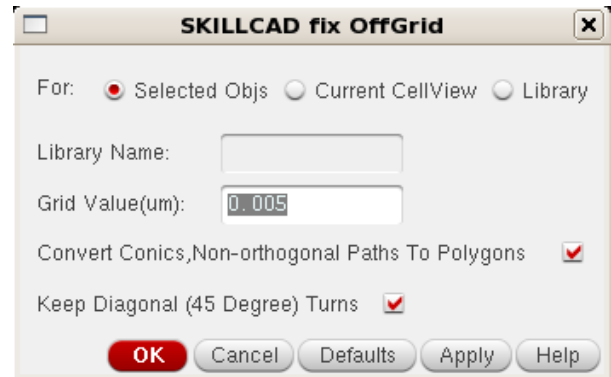 SKILLCAD fix OffGrid
For: Selected Objs Current CellView Library
Library Name:
Grid Value(um): 0.005
Convert Conics,Non-orthogonal Paths To Polygons
Keep Diagonal (45 Degree) Turns
OK Cancel Defaults Apply Help